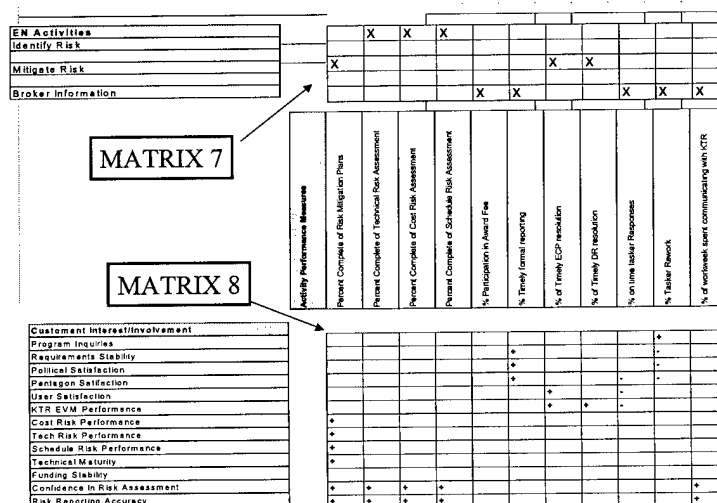 EN Activities X X X
Identify Risk
Mitigate Risk X X X
Broker Information X X X X X
MATRIX 7
Activity Performance Measures
Percent Complete of Risk Mitigation Plans
Percent Complete of Technical Risk Assessment
Percent Complete of Cost Risk Assessment
Percent Complete of Schedule Risk Assessment
% Participation in Award Fee
% Timely formal reporting
% of Timely ECP resolution
% of Timely DR resolution
% on time tasker Responses
% Tasker Rework
% of workweek spent communicating with KTR
MATRIX 8
Customer Interest/Involvement
Program Inquiries +
Requirements Stability + -
Political Satisfaction + -
Pentagon Satifaction + - -
User Satisfaction + -
KTR EVM Performance + + -
Cost Risk Performance +
Tech Risk Performance +
Schedule Risk Performance +
Technical Maturity +
Funding Stability
Confidence In Risk Assessment + + + + +
Risk Reporting Accuracy + + + + +